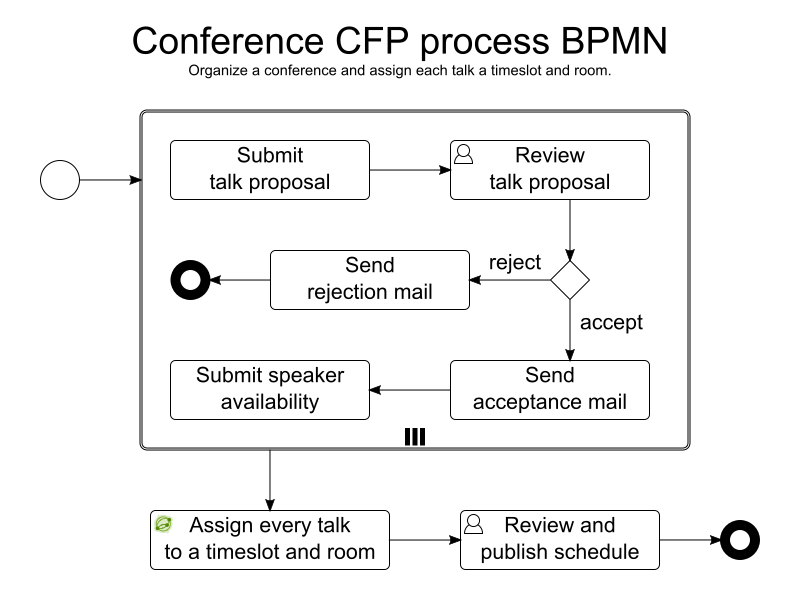 Conference CFP process BPMN
Organize a conference and assign each talk a timeslot and room.
Submit
talk proposal
Review
talk proposal
Send
rejection mail
reject
accept
Submit speaker
availability
Send
acceptance mail
Assign every talk
to a timeslot and room
Review and
publish schedule